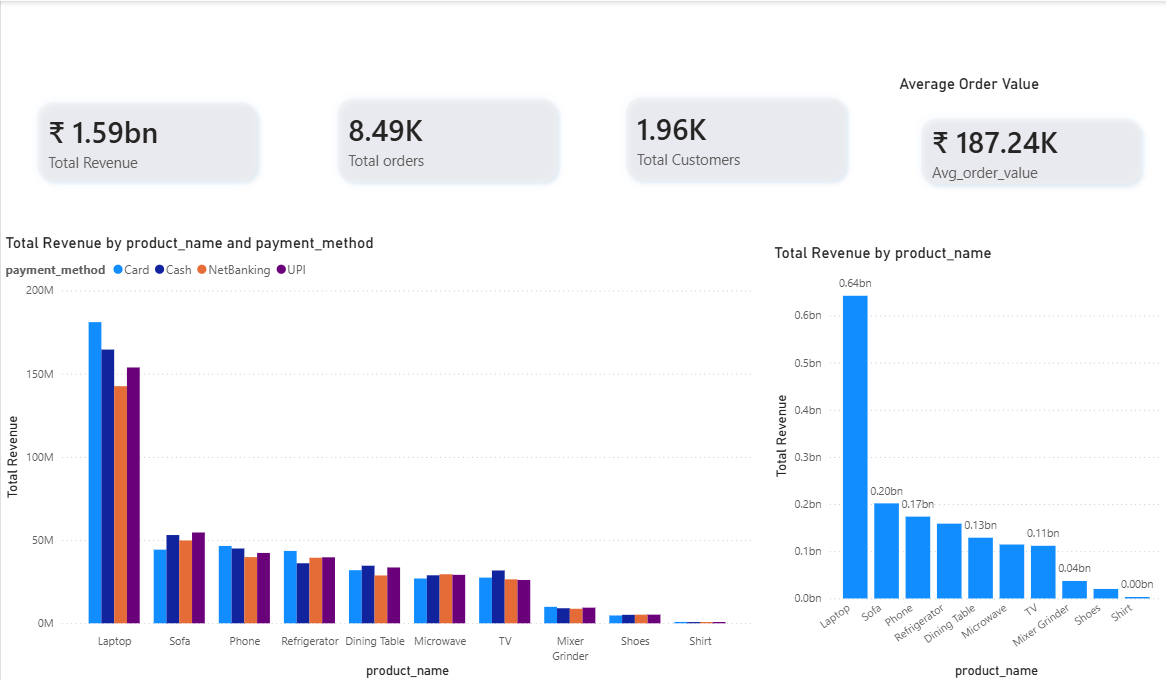 Average Order Value
₹ 1.59bn
Total Revenue
8.49K
Total orders
1.96K
Total Customers
₹ 187.24K
Avg_order_value
Total Revenue by product_name and payment_method
payment_method Card Cash NetBanking UPI
200M
150M
100M
50M
0M
Total Revenue
Laptop Sofa Phone Refrigerator Dining Table Microwave TV Mixer Grinder Shoes Shirt
product_name
Total Revenue by product_name
0.64bn
0.20bn
0.17bn
0.13bn
0.11bn
0.04bn
0.00bn
0.6bn
0.5bn
0.4bn
0.3bn
0.2bn
0.1bn
0.0bn
Total Revenue
Laptop
Sofa
Phone
Refrigerator
Dining Table
Microwave
TV
Mixer Grinder
Shoes
Shirt
product_name